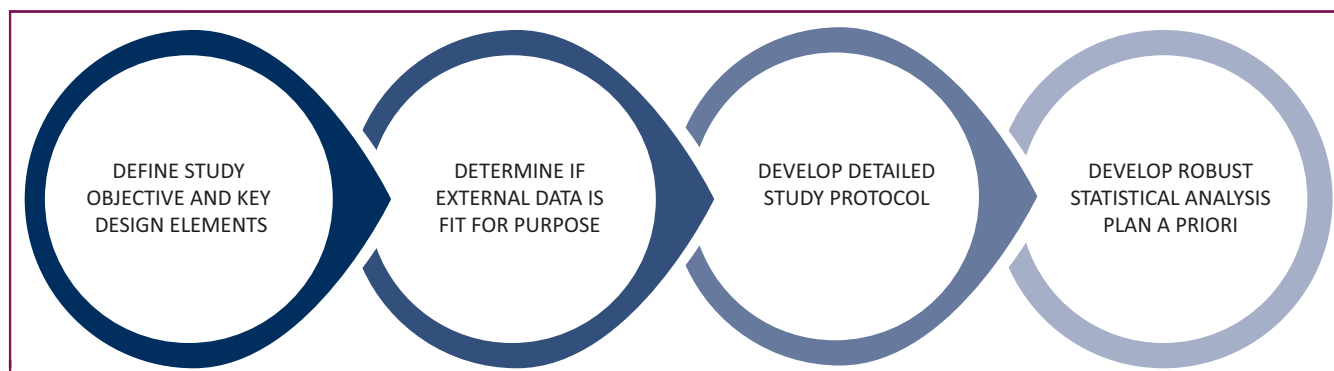 DEFINE STUDY
OBJECTIVE AND KEY
DESIGN ELEMENTS
DETERMINE IF
EXTERNAL DATA IS
FIT FOR PURPOSE
DEVELOP DETAILED
STUDY PROTOCOL
DEVELOP ROBUST
STATISTICAL ANALYSIS
PLAN A PRIORI